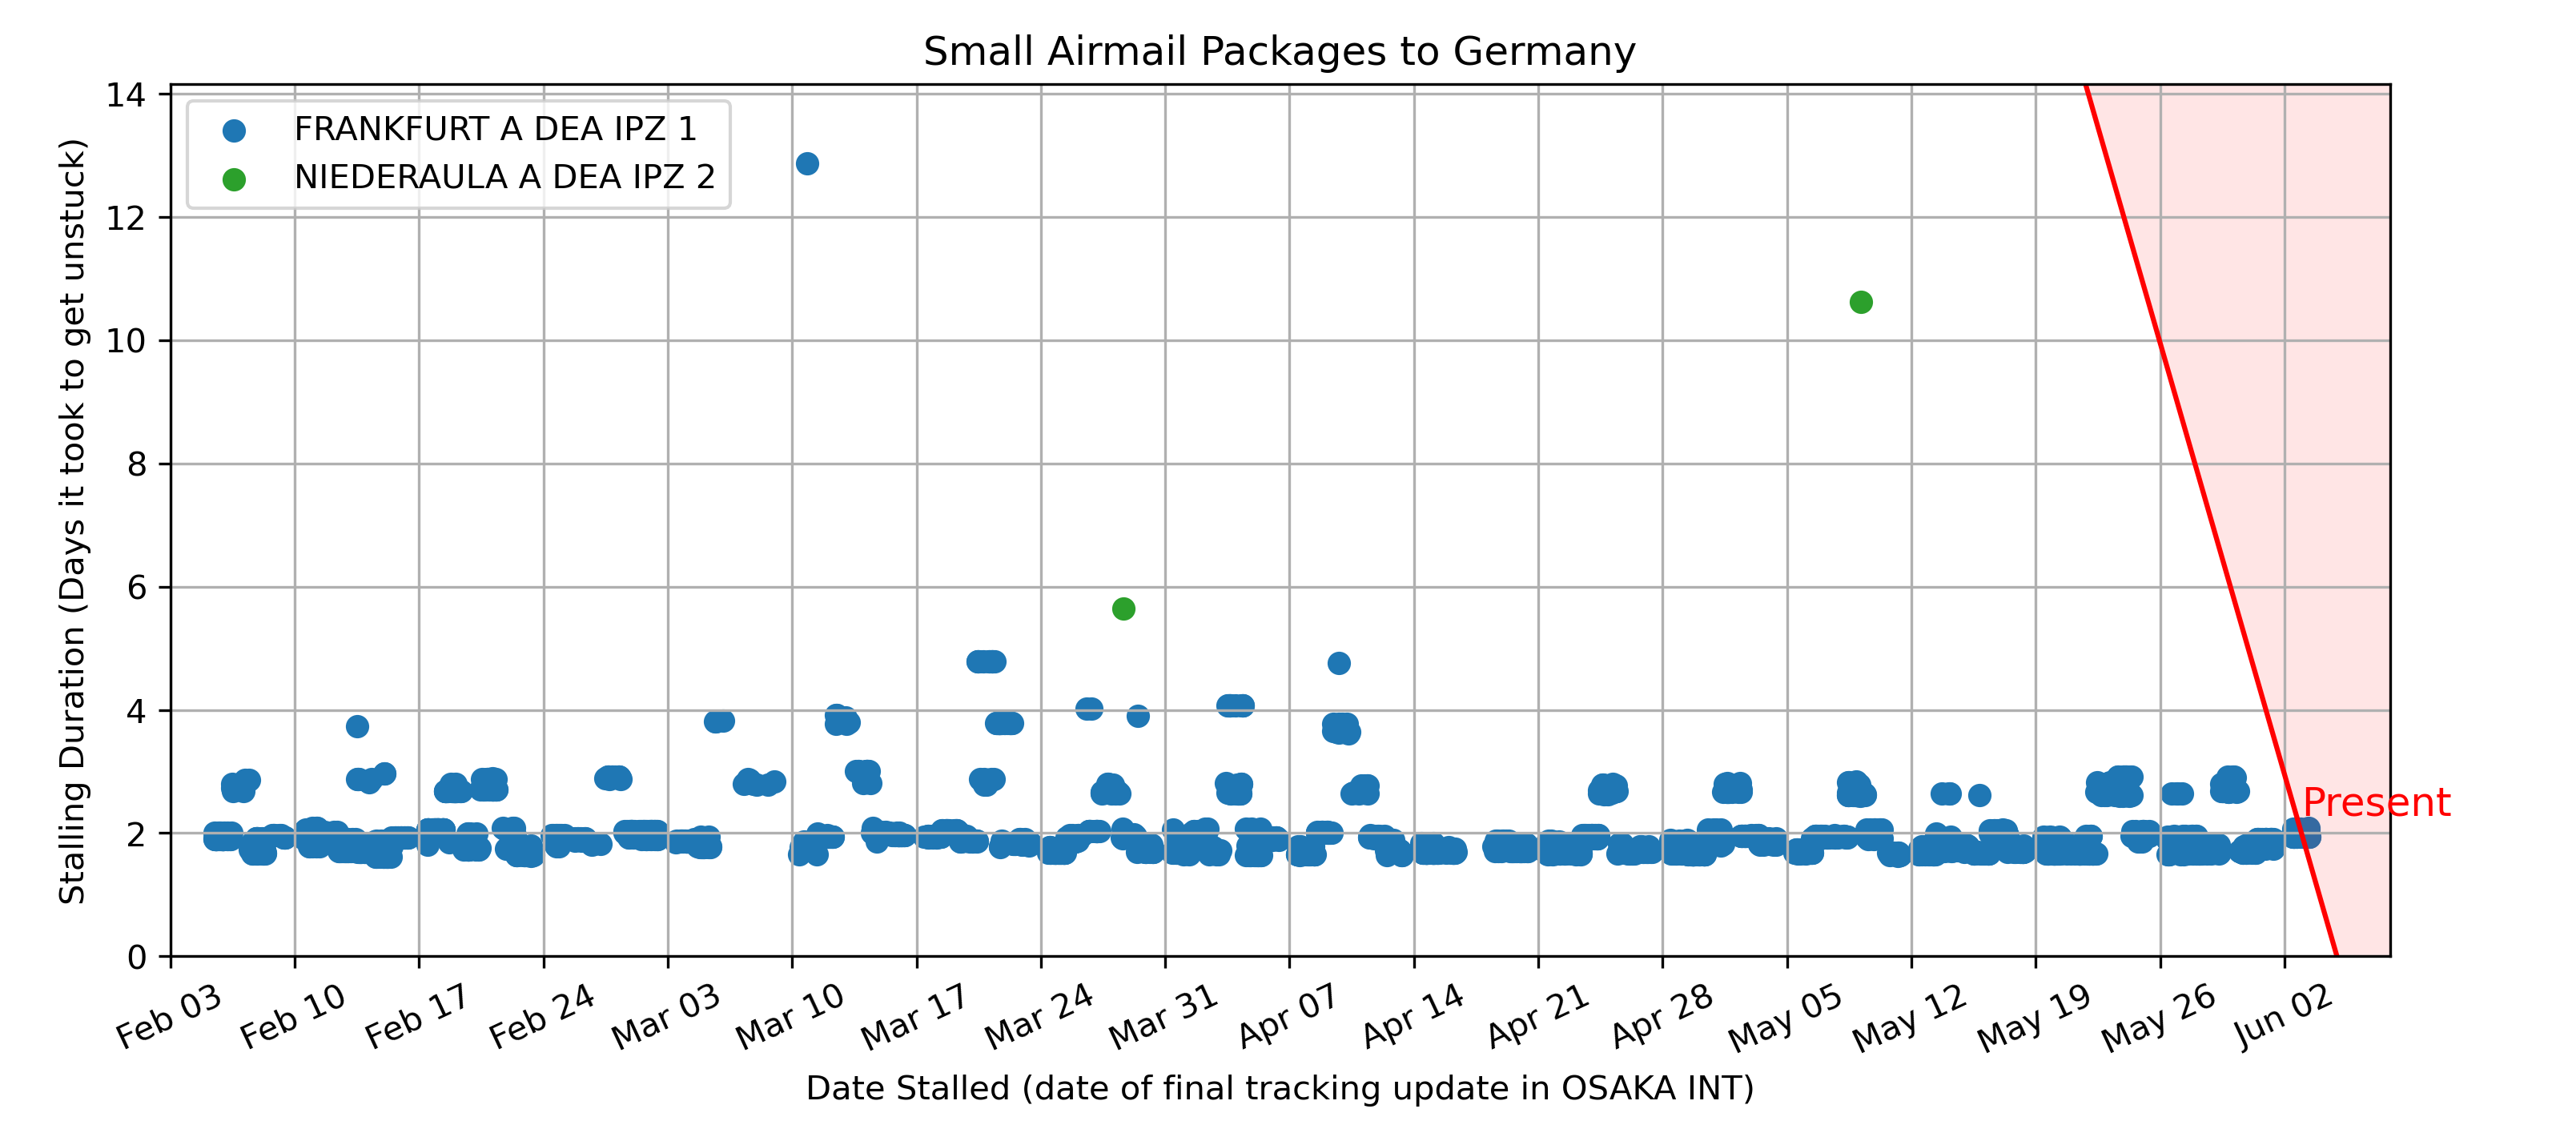 Small Airmail Packages to Germany
FRANKFURT A DEA IPZ 1
NIEDERAULA A DEA IPZ 2
Stalling Duration (Days it took to get unstuck)
14
12
10
8
6
4
2
0
Present
Feb 03
Feb 10
Feb 17
Feb 24
Mar 03
Mar 10
Mar 17
Mar 24
Mar 31
Apr 07
Apr 14
Apr 21
Apr 28
May 05
May 12
May 19
May 26
Jun 02
Date Stalled (date of final tracking update in OSAKA INT)